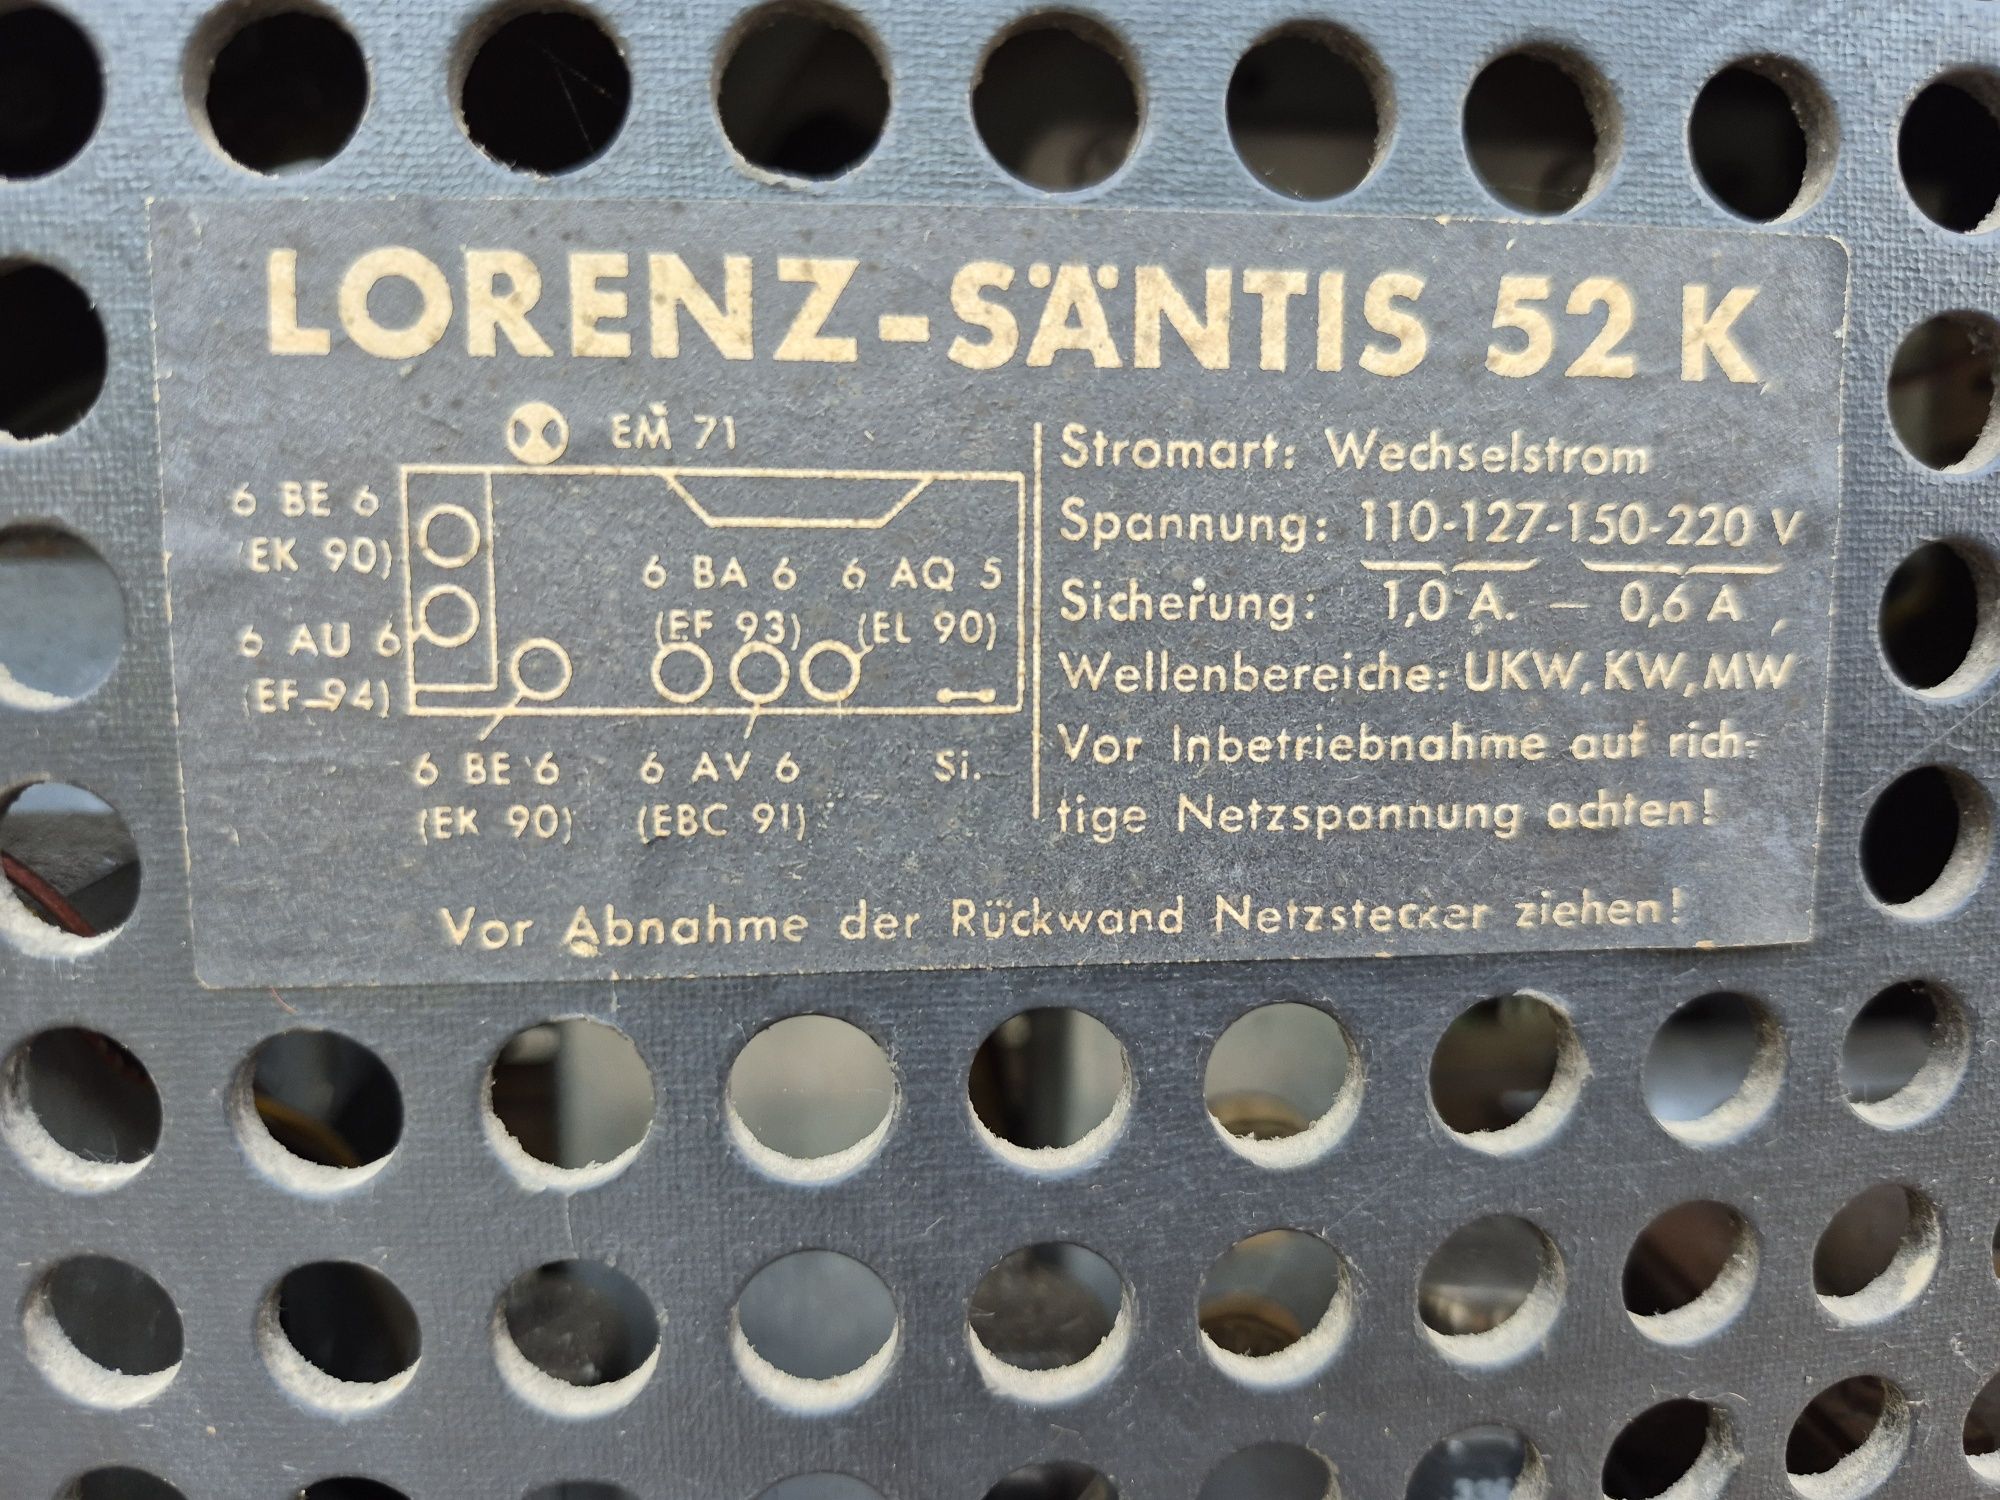 LORENZ-SÄNTIS 52 K
EM 71
6 BE 6
(EK 90)
6 AU 6
(EF-94)
6 BA 6
(EF 93)
6 AQ 5
(EL 90)
6 BE 6
(EK 90)
6 AV 6
(EBC 91)
Si.
Stromart: Wechselstrom
Spannung: 110-127-150-220 V
Sicherung: 1,0 A. – 0,6 A
Wellenbereiche: UKW, KW, MW
Vor Inbetriebnahme auf rich-
tige Netzspannung achten!
Vor Abnahme der Rückwand Netzstecker ziehen!